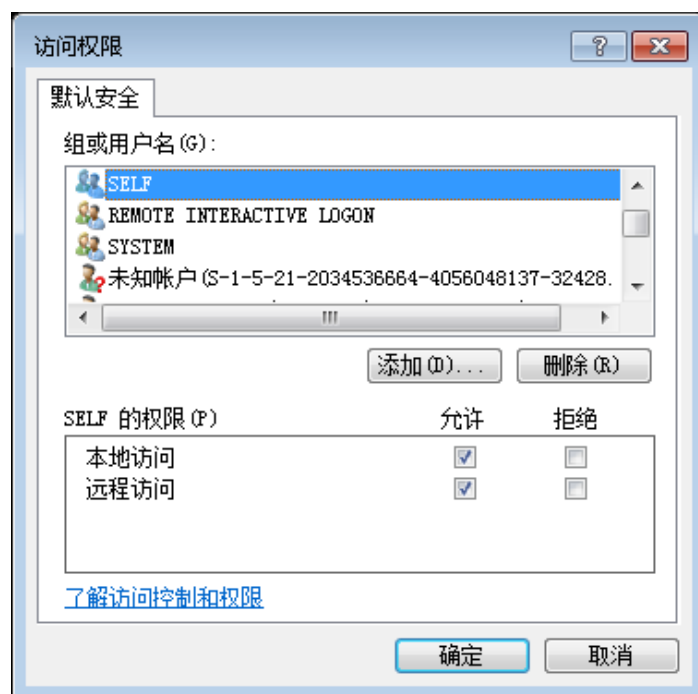 访问权限
默认安全
组或用户名(G):
SELF
REMOTE INTERACTIVE LOGON
SYSTEM
未知帐户(S-1-5-21-2034536664-4056048137-32428.
添加(D)... 删除(R)
SELF 的权限(P) 允许 拒绝
本地访问
远程访问
了解访问控制和权限
确定 取消